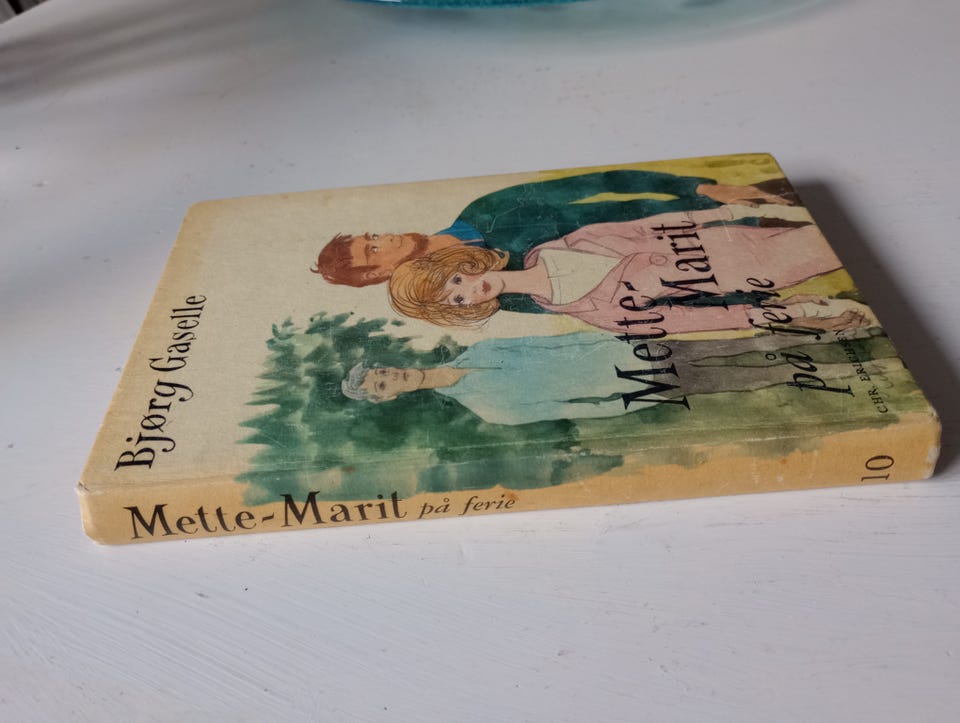 Bjørg Gaselle
Mette-
Marit
på ferie
Mette-Marit på ferie
10